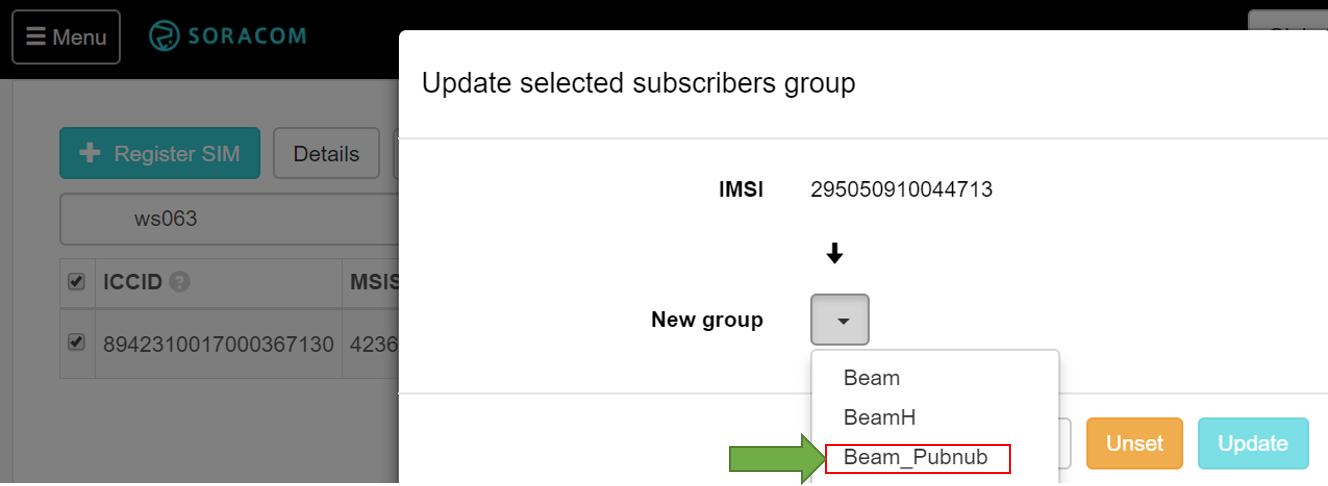 Menu
SORACOM
Update selected subscribers group
Register SIM
Details
IMSI 295050910044713
ws063
ICCID ? MSIS
New group
8942310017000367130 4236
Beam
BeamH
Beam_Pubnub
Unset
Update